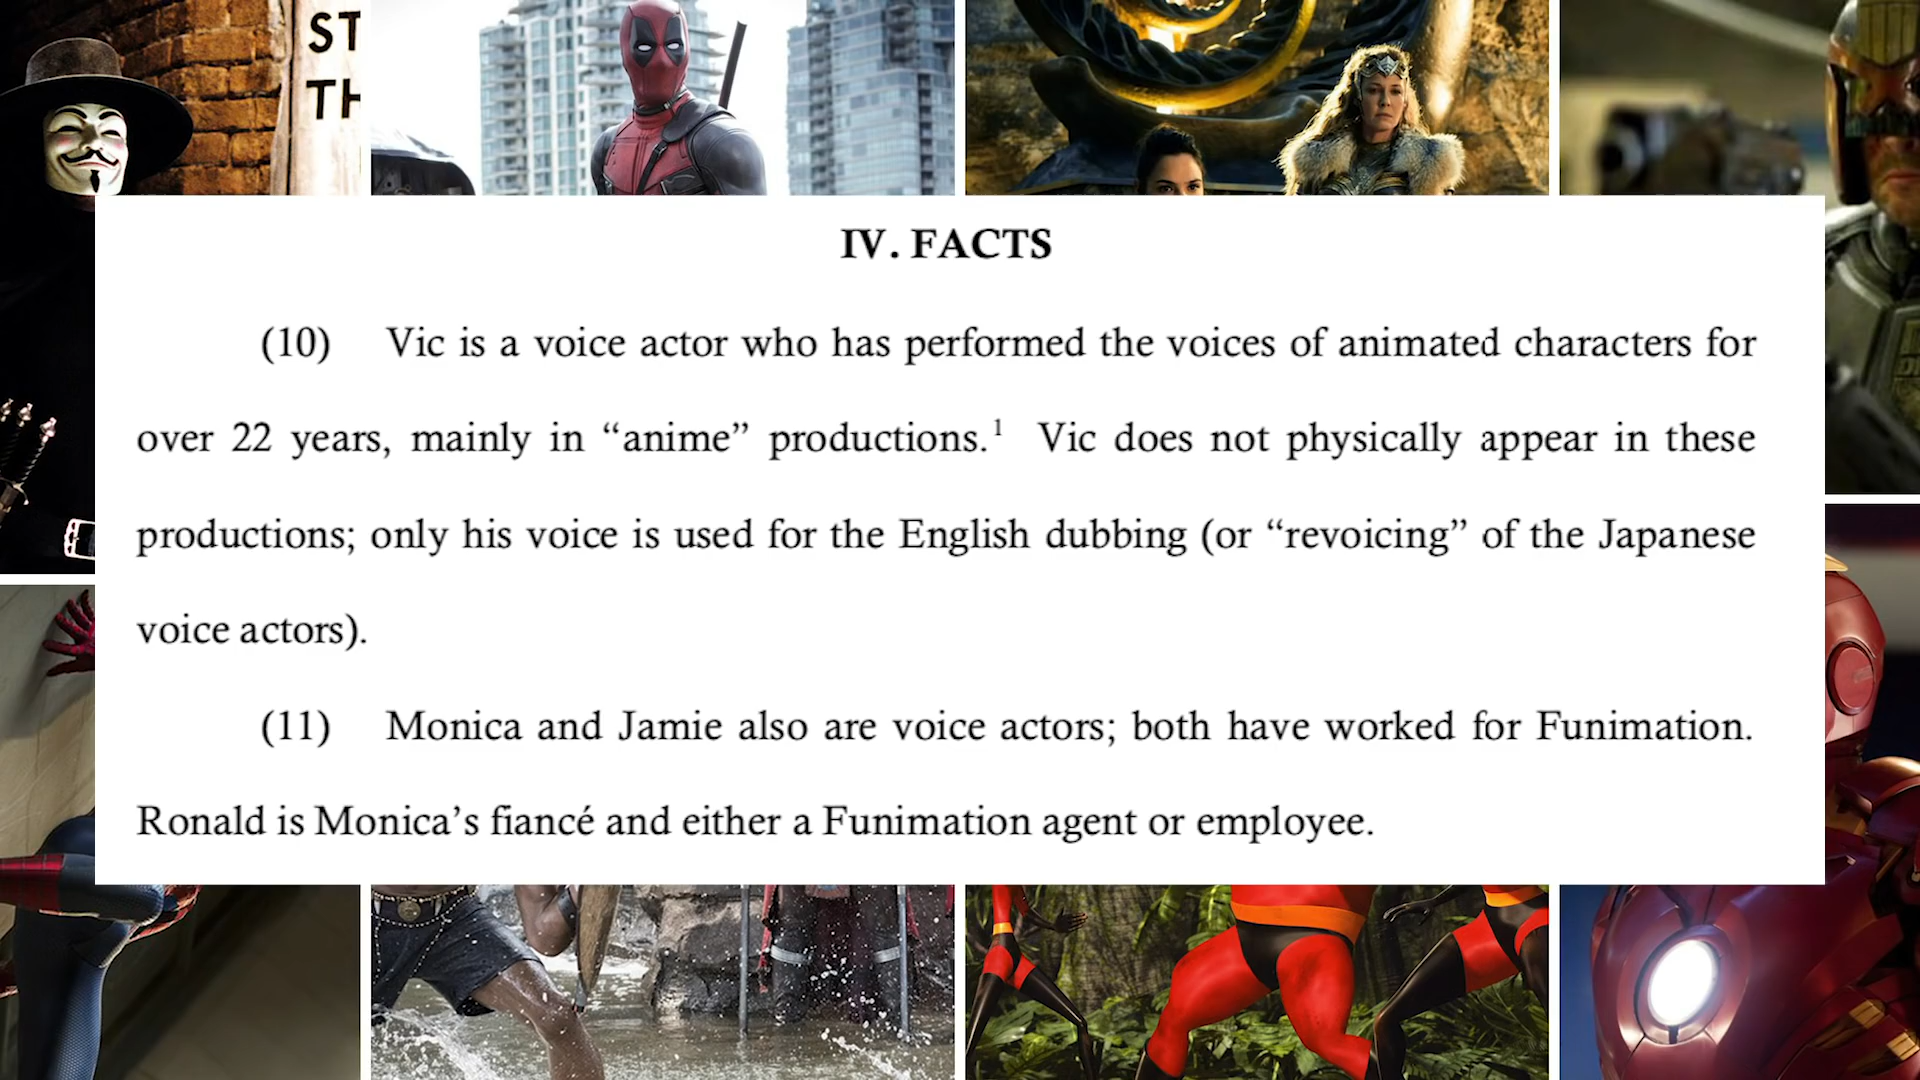 ST
TH
IV. FACTS
(10) Vic is a voice actor who has performed the voices of animated characters for
over 22 years, mainly in “anime” productions.¹ Vic does not physically appear in these
productions; only his voice is used for the English dubbing (or “revoicing” of the Japanese
voice actors).
(11) Monica and Jamie also are voice actors; both have worked for Funimation.
Ronald is Monica’s fiancé and either a Funimation agent or employee.